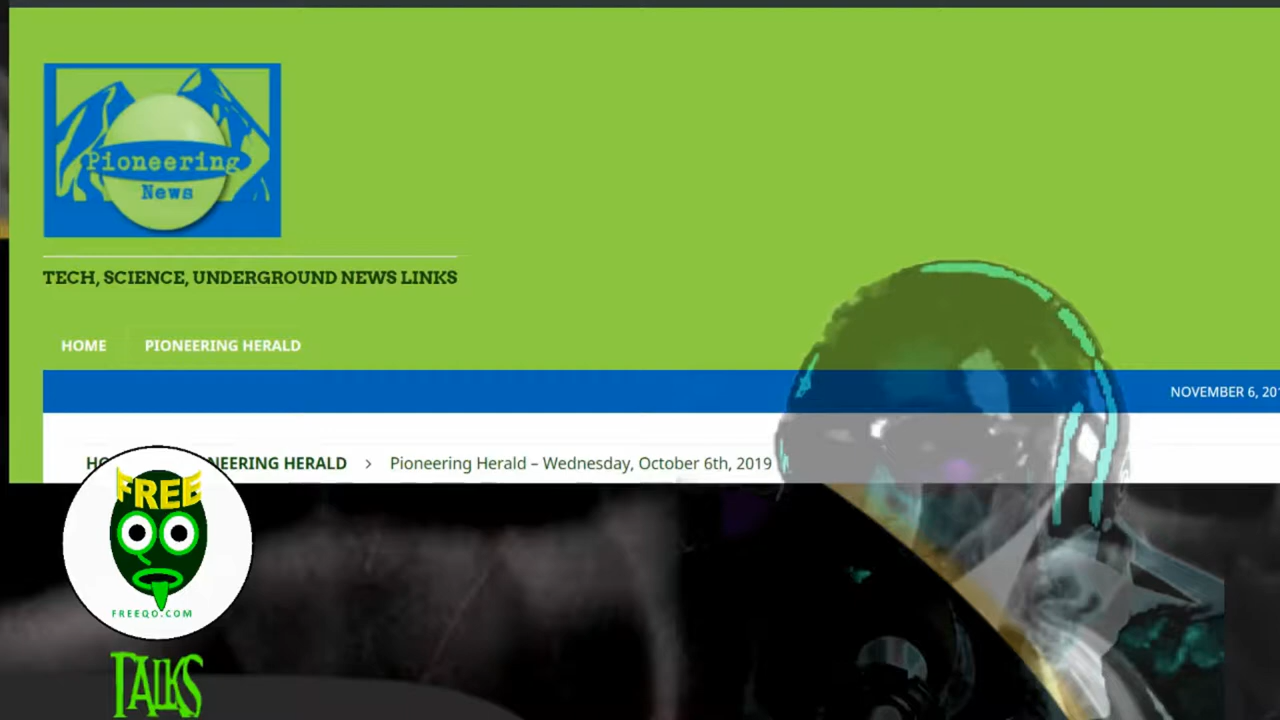 Pioneering
News
TECH, SCIENCE, UNDERGROUND NEWS LINKS
HOME PIONEERING HERALD
NOVEMBER 6, 201
HO NEERING HERALD > Pioneering Herald – Wednesday, October 6th, 2019
FREE
FREEQO.COM
TALKS